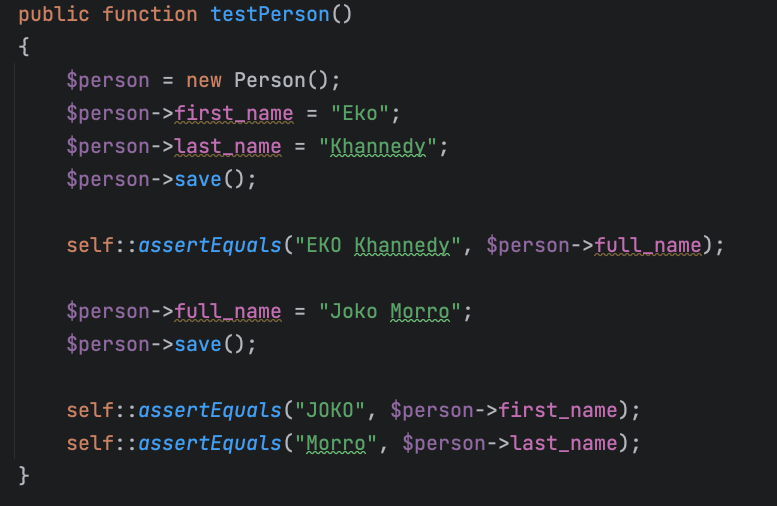 public function testPerson()
{
    $person = new Person();
    $person->first_name = "Eko";
    $person->last_name = "Khannedy";
    $person->save();

    self::assertEquals("EKO Khannedy", $person->full_name);

    $person->full_name = "Joko Morro";
    $person->save();

    self::assertEquals("JOKO", $person->first_name);
    self::assertEquals("Morro", $person->last_name);
}